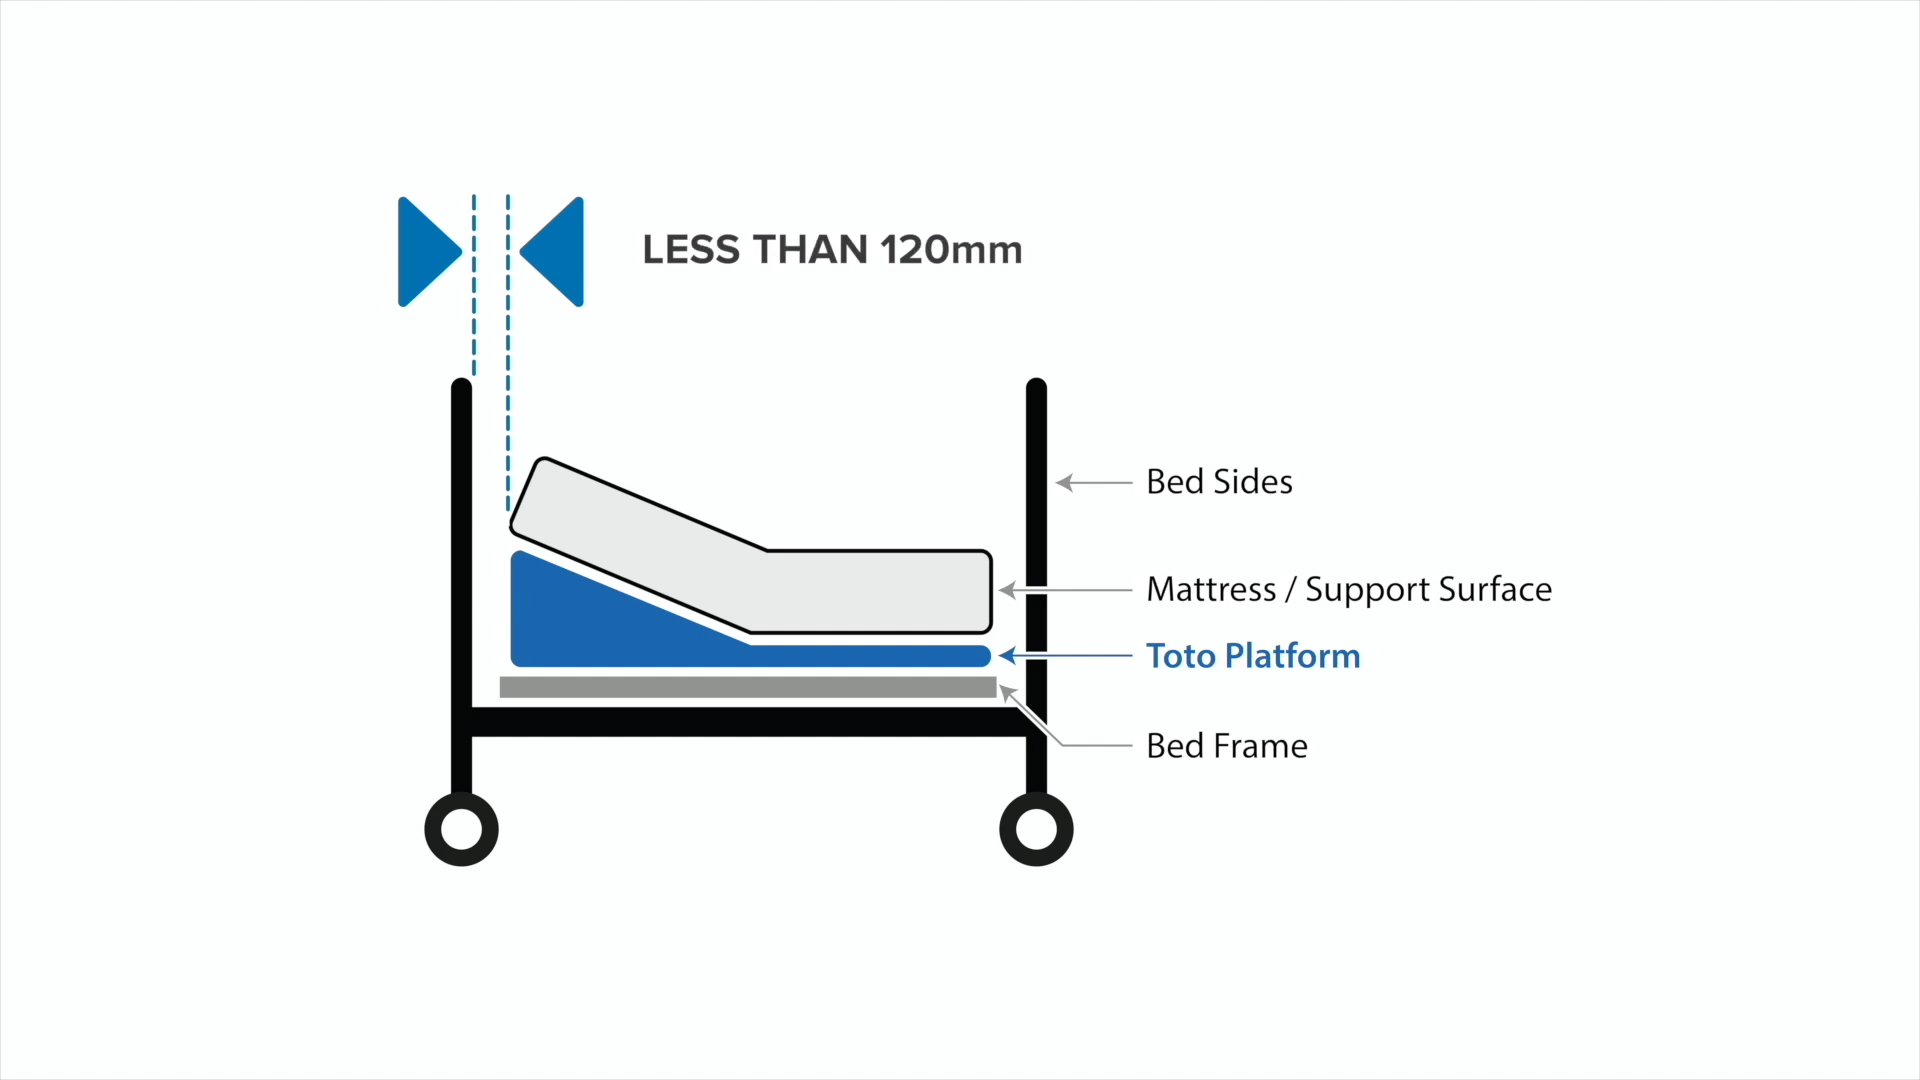 LESS THAN 120mm
Bed Sides
Mattress / Support Surface
Toto Platform
Bed Frame